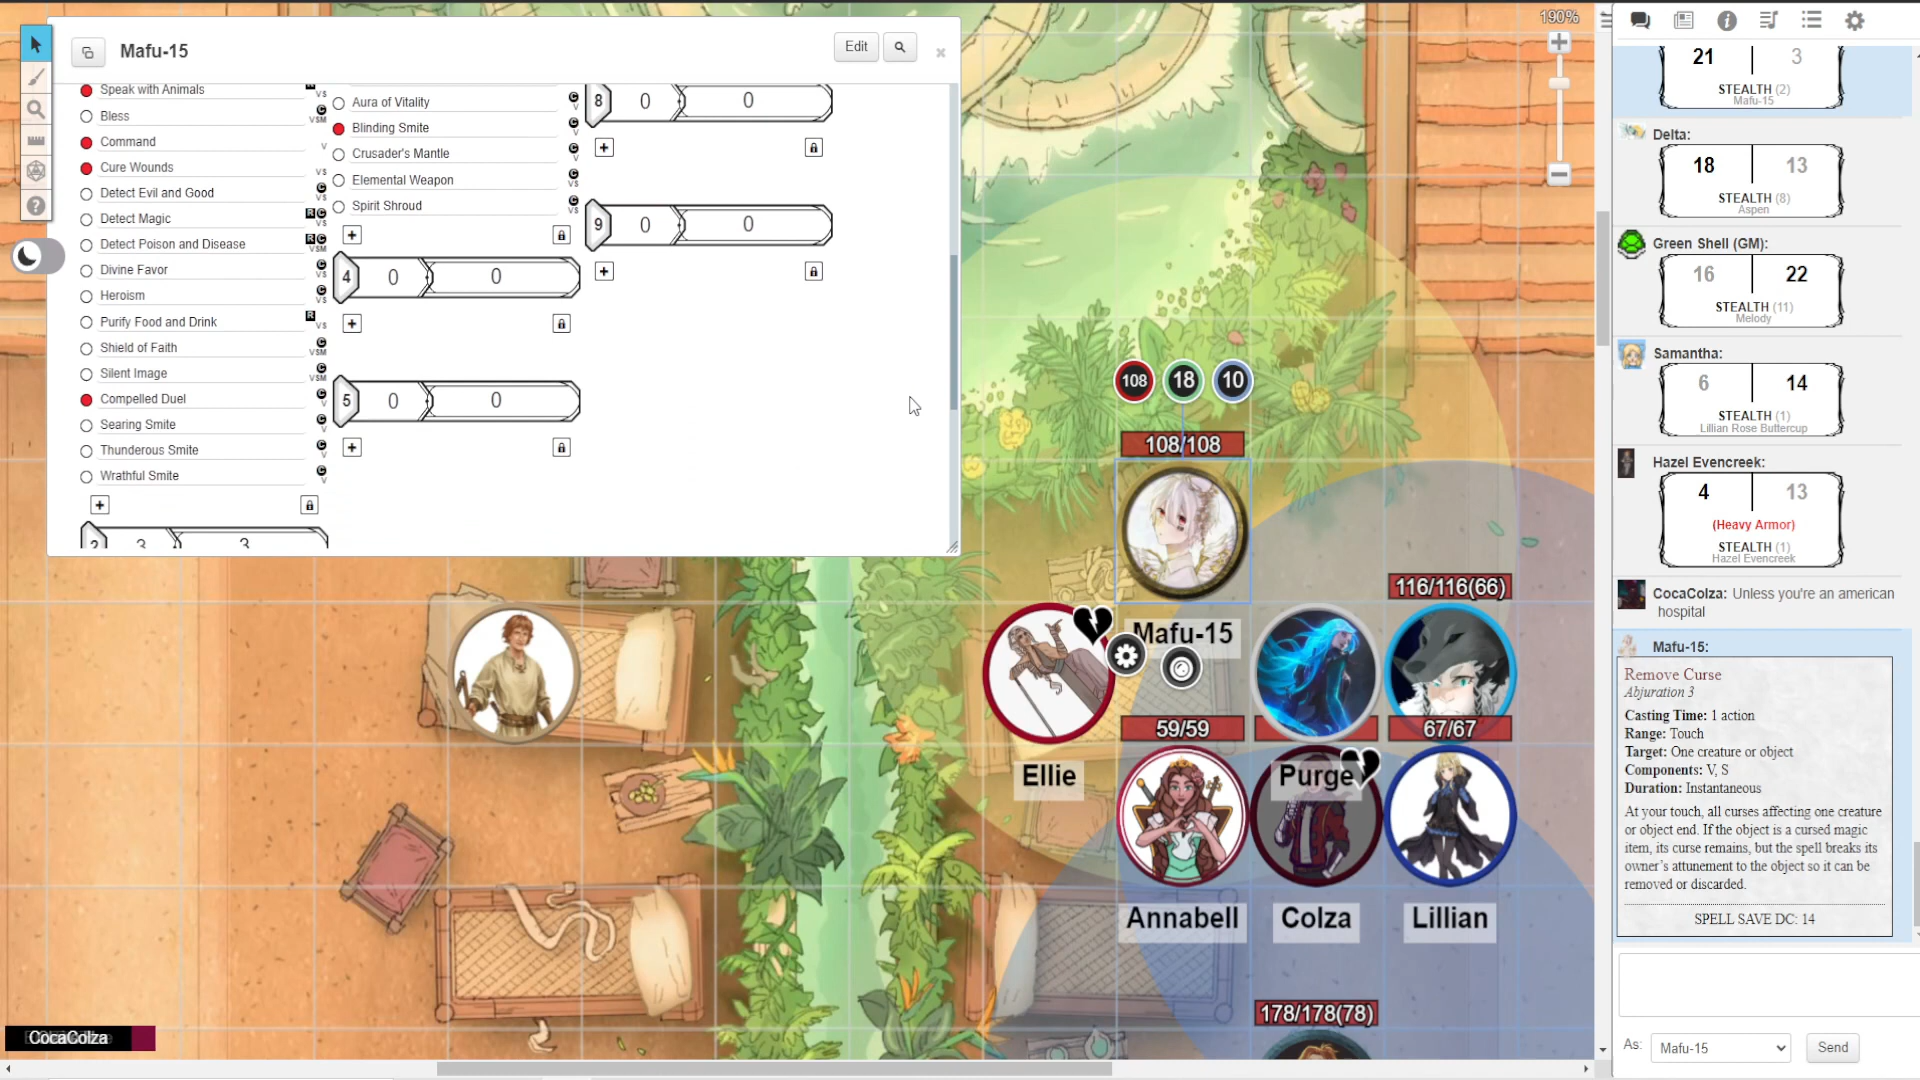 Mafu-15
Edit
Speak with Animals
Bless
Command
Cure Wounds
Detect Evil and Good
Detect Magic
Detect Poison and Disease
Divine Favor
Heroism
Purify Food and Drink
Shield of Faith
Silent Image
Compelled Duel
Searing Smite
Thunderous Smite
Wrathful Smite
2 3 3
Aura of Vitality
Blinding Smite
Crusader's Mantle
Elemental Weapon
Spirit Shroud
4 0 0
5 0 0
8 0 0
9 0 0
190%
108 18 10
108/108
Mafu-15
116/116(66)
59/59
67/67
Ellie
Purge
Annabell
Colza
Lillian
178/178(78)
CocaColza
21 3
STEALTH (2)
Mafu-15
Delta:
18 13
STEALTH (8)
Aspen
Green Shell (GM):
16 22
STEALTH (11)
Melody
Samantha:
6 14
STEALTH (1)
Lillian Rose Buttercup
Hazel Evencreek:
4 13
(Heavy Armor)
STEALTH (1)
Hazel Evencreek
CocaColza: Unless you're an american
hospital
Mafu-15:
Remove Curse
Abjuration 3
Casting Time: 1 action
Range: Touch
Target: One creature or object
Components: V, S
Duration: Instantaneous
At your touch, all curses affecting one creature
or object end. If the object is a cursed magic
item, its curse remains, but the spell breaks its
owner's attunement to the object so it can be
removed or discarded.
SPELL SAVE DC: 14
As: Mafu-15 Send